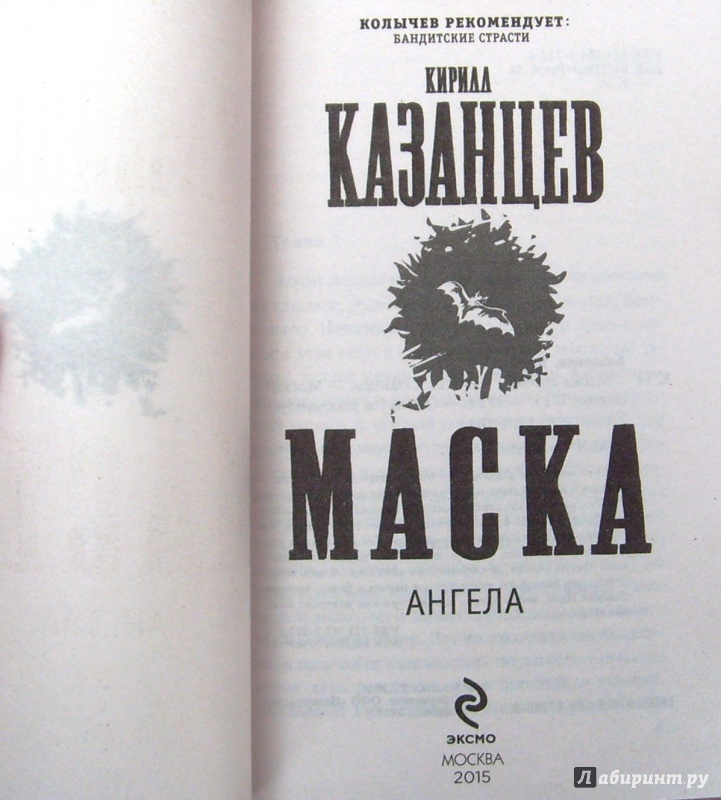 КОЛЫЧЕВ РЕКОМЕНДУЕТ:
БАНДИТСКИЕ СТРАСТИ
КИРИЛЛ
КАЗАНЦЕВ
МАСКА
АНГЕЛА
ЭКСМО
МОСКВА
2015
Лабиринт.ру